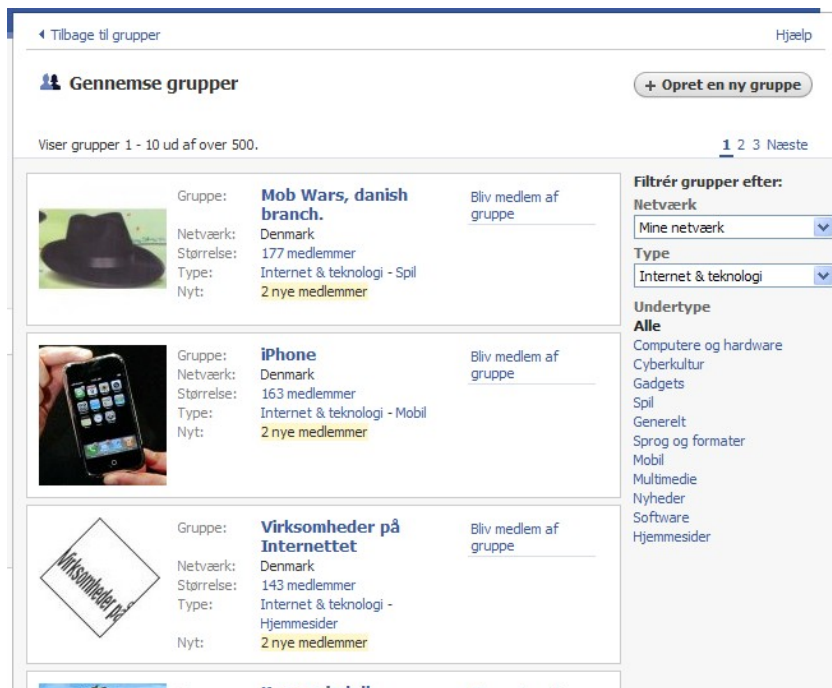 Tilbage til grupper
Hjælp
Gennemse grupper
+ Opret en ny gruppe
Viser grupper 1 - 10 ud af over 500.
1 2 3 Næste
Gruppe: Mob Wars, danish
branch.
Netværk: Denmark
Størrelse: 177 medlemmer
Type: Internet & teknologi - Spil
Nyt: 2 nye medlemmer
Bliv medlem af
gruppe
Gruppe: iPhone
Netværk: Denmark
Størrelse: 163 medlemmer
Type: Internet & teknologi - Mobil
Nyt: 2 nye medlemmer
Bliv medlem af
gruppe
Virksomheder på
Gruppe: Virksomheder på
Internettet
Netværk: Denmark
Størrelse: 143 medlemmer
Type: Internet & teknologi -
Hjemmesider
Nyt: 2 nye medlemmer
Bliv medlem af
gruppe
Filtrér grupper efter:
Netværk
Mine netværk
Type
Internet & teknologi
Undertype
Alle
Computere og hardware
Cyberkultur
Gadgets
Spil
Generelt
Sprog og formater
Mobil
Multimedie
Nyheder
Software
Hjemmesider